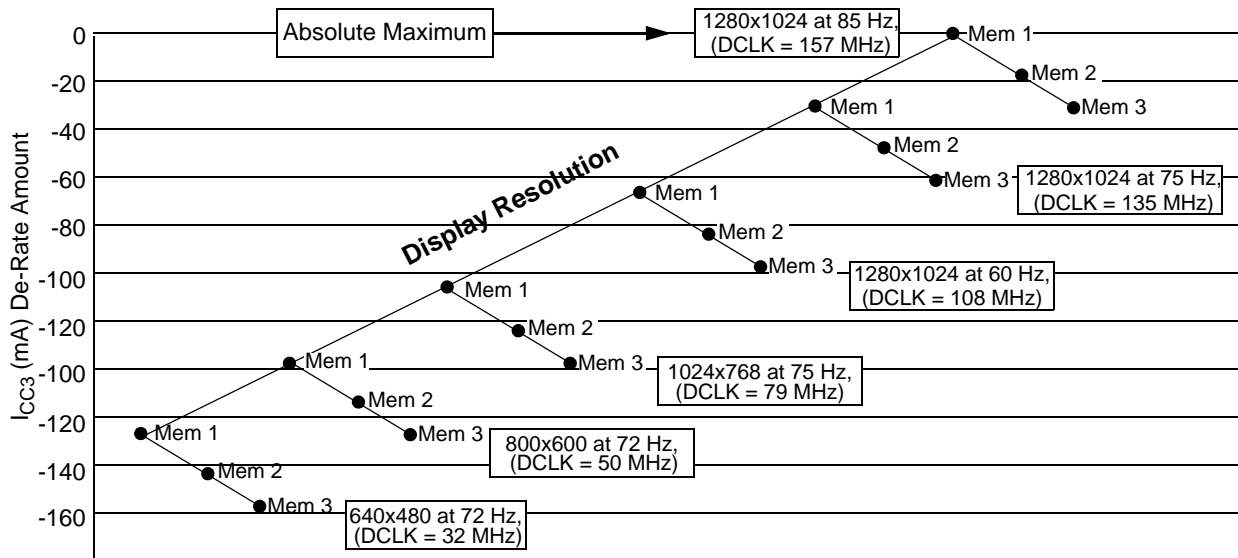 Absolute Maximum
1280x1024 at 85 Hz,
(DCLK = 157 MHz)
Mem 1
Mem 2
Mem 3
Mem 1
Mem 2
Mem 3
1280x1024 at 75 Hz,
(DCLK = 135 MHz)
Display Resolution
Mem 1
Mem 2
Mem 3
1280x1024 at 60 Hz,
(DCLK = 108 MHz)
Mem 1
Mem 2
Mem 3
1024x768 at 75 Hz,
(DCLK = 79 MHz)
Mem 1
Mem 2
Mem 3
800x600 at 72 Hz,
(DCLK = 50 MHz)
Mem 1
Mem 2
Mem 3
640x480 at 72 Hz,
(DCLK = 32 MHz)
ICC3 (mA) De-Rate Amount
0
-20
-40
-60
-80
-100
-120
-100
-120
-140
-160